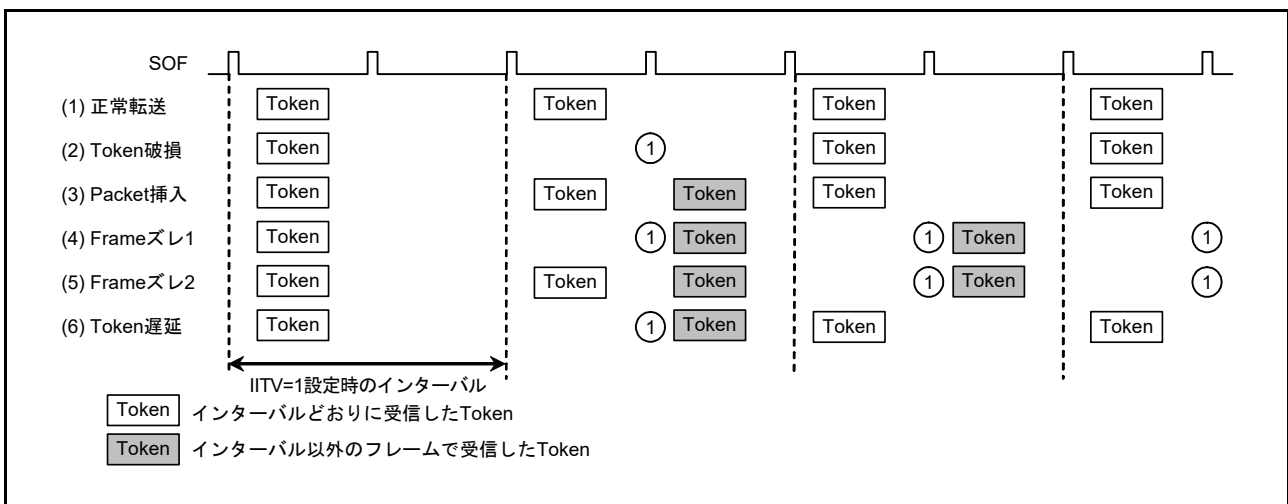 SOF
(1) 正常転送 Token Token Token Token
(2) Token破損 Token 1 Token Token
(3) Packet挿入 Token Token Token Token Token
(4) Frameズレ1 Token 1 Token 1 Token 1
(5) Frameズレ2 Token Token Token 1 Token 1
(6) Token遅延 Token 1 Token Token Token
IITV=1設定時のインターバル
Token インターバルどおりに受信したToken
Token インターバル以外のフレームで受信したToken